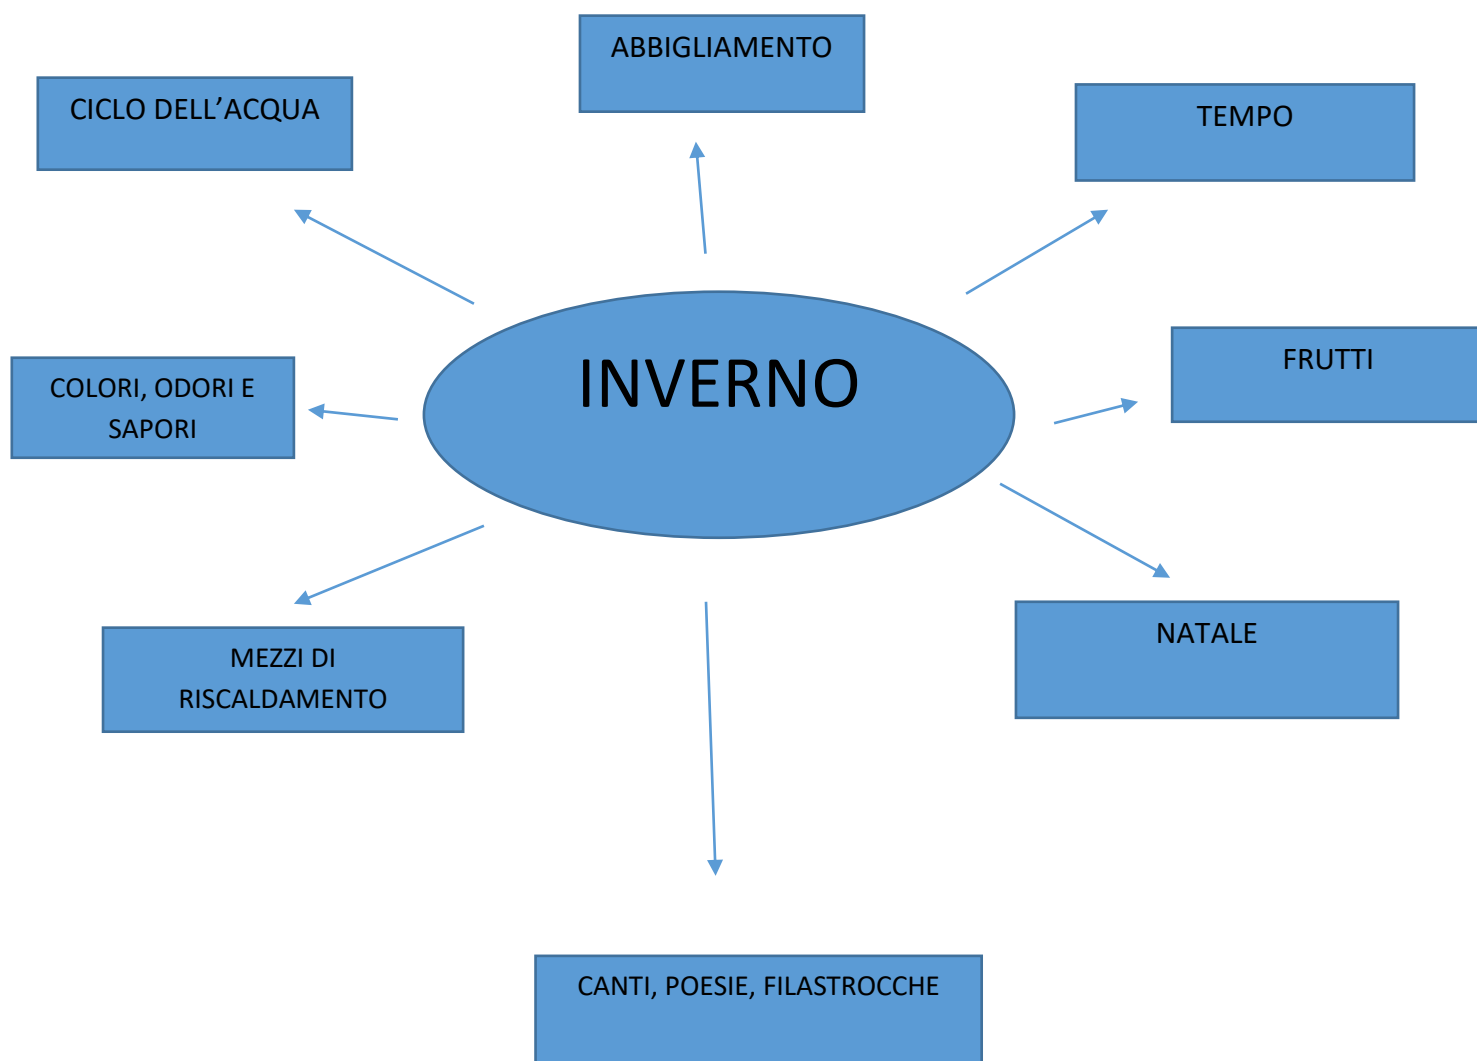 ABBIGLIAMENTO
CICLO DELL’ACQUA
TEMPO
INVERNO
FRUTTI
COLORI, ODORI E
SAPORI
NATALE
MEZZI DI
RISCALDAMENTO
CANTI, POESIE, FILASTROCCHE